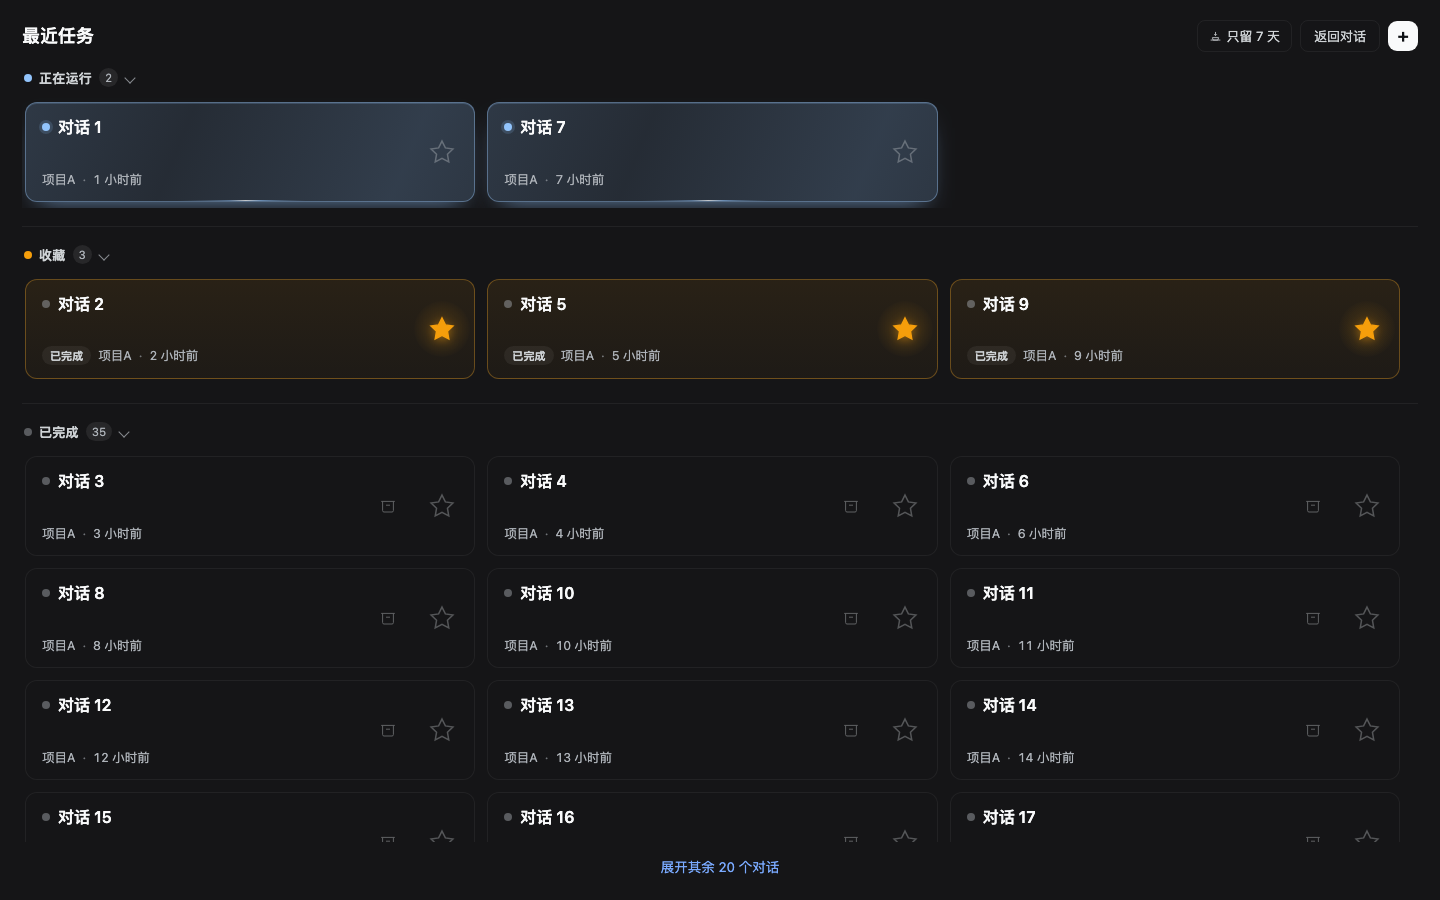 最近任务
只留 7 天
返回对话
正在运行 2
对话 1
项目A · 1 小时前
对话 7
项目A · 7 小时前
收藏 3
对话 2
已完成 项目A · 2 小时前
对话 5
已完成 项目A · 5 小时前
对话 9
已完成 项目A · 9 小时前
已完成 35
对话 3
项目A · 3 小时前
对话 4
项目A · 4 小时前
对话 6
项目A · 6 小时前
对话 8
项目A · 8 小时前
对话 10
项目A · 10 小时前
对话 11
项目A · 11 小时前
对话 12
项目A · 12 小时前
对话 13
项目A · 13 小时前
对话 14
项目A · 14 小时前
对话 15
对话 16
对话 17
展开其余 20 个对话